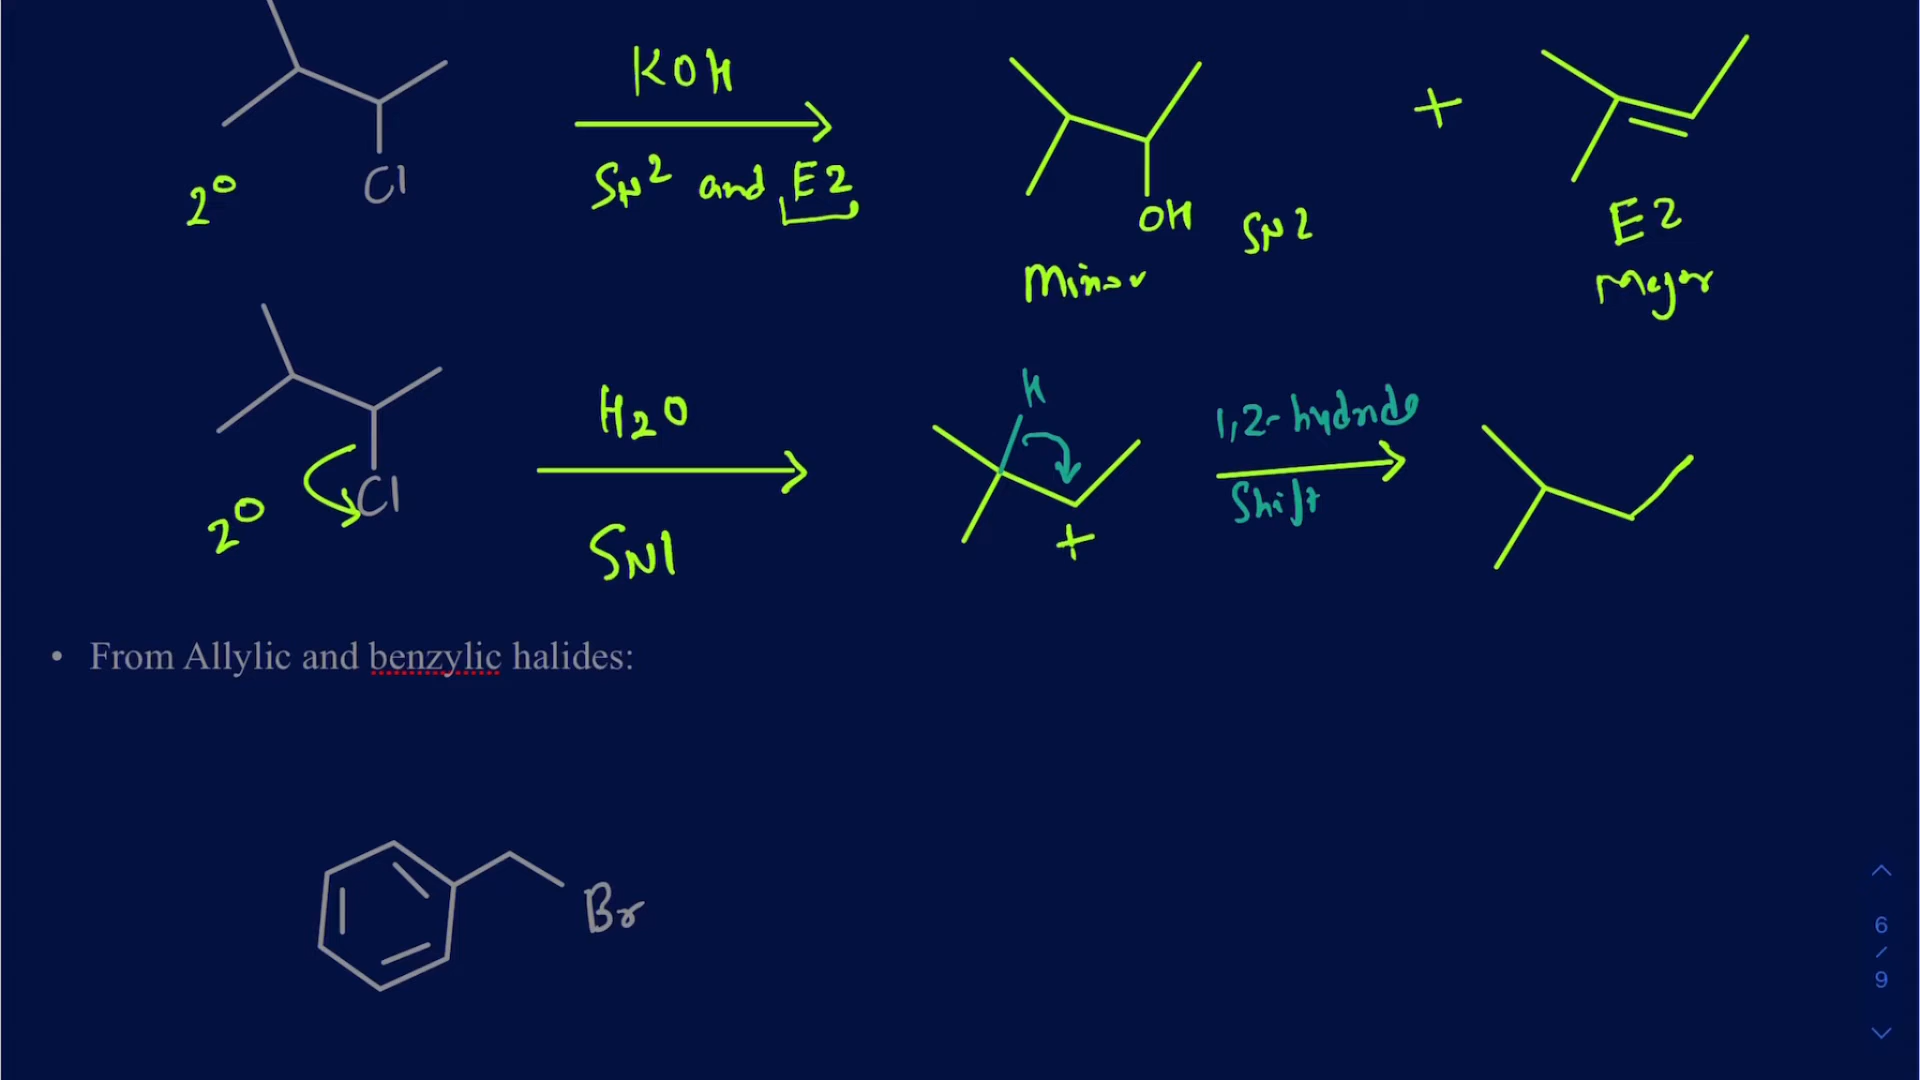 KOH
SN2 and E2
2°
Cl
OH
SN2
Minor
+
E2
Major
H2O
SN1
2°
Cl
H
+
1,2-hydride
Shift
• From Allylic and benzylic halides:
Br
6
/
9